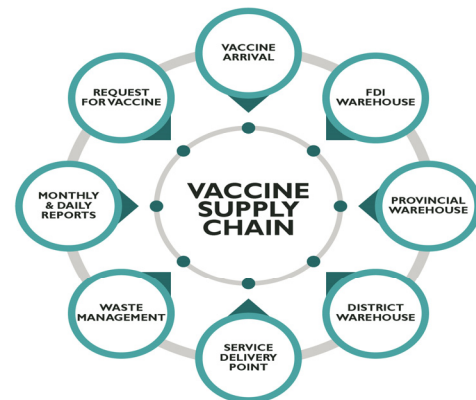 VACCINE
ARRIVAL
FDI
WAREHOUSE
PROVINCIAL
WAREHOUSE
DISTRICT
WAREHOUSE
SERVICE
DELIVERY
POINT
WASTE
MANAGEMENT
MONTHLY
& DAILY
REPORTS
REQUEST
FOR VACCINE
VACCINE
SUPPLY
CHAIN